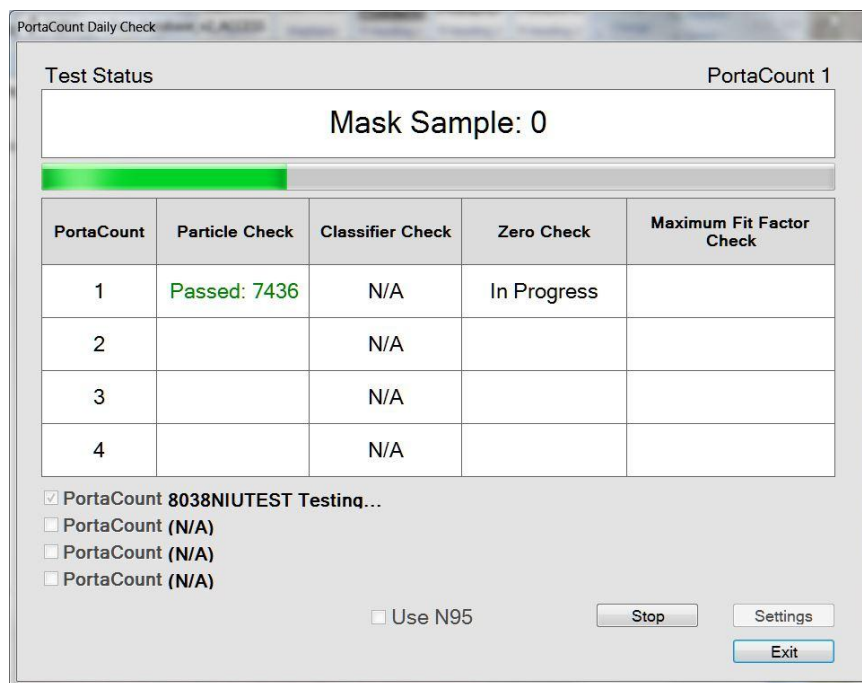 PortaCount Daily Check
Test Status PortaCount 1
Mask Sample: 0
PortaCount Particle Check Classifier Check Zero Check Maximum Fit Factor Check
1 Passed: 7436 N/A In Progress
2 N/A
3 N/A
4 N/A
PortaCount 8038NIUTEST Testing...
PortaCount (N/A)
PortaCount (N/A)
PortaCount (N/A)
Use N95 Stop Settings
Exit